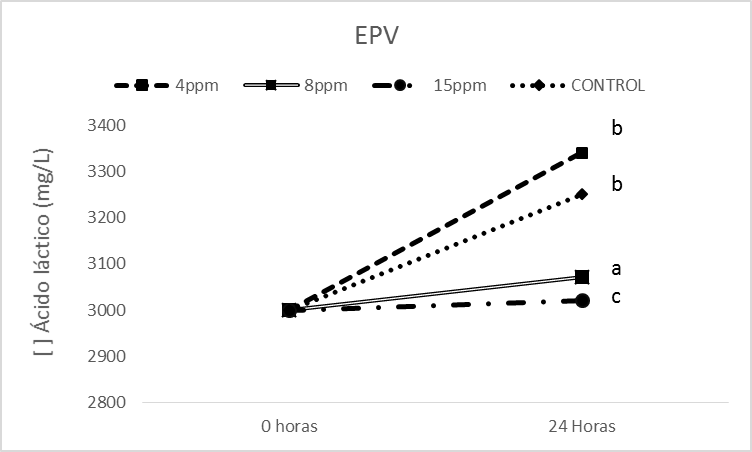 EPV
4ppm 8ppm 15ppm CONTROL
[ ] Ácido láctico (mg/L)
3400
3300
3200
3100
3000
2900
2800
b
b
a
c
0 horas 24 Horas